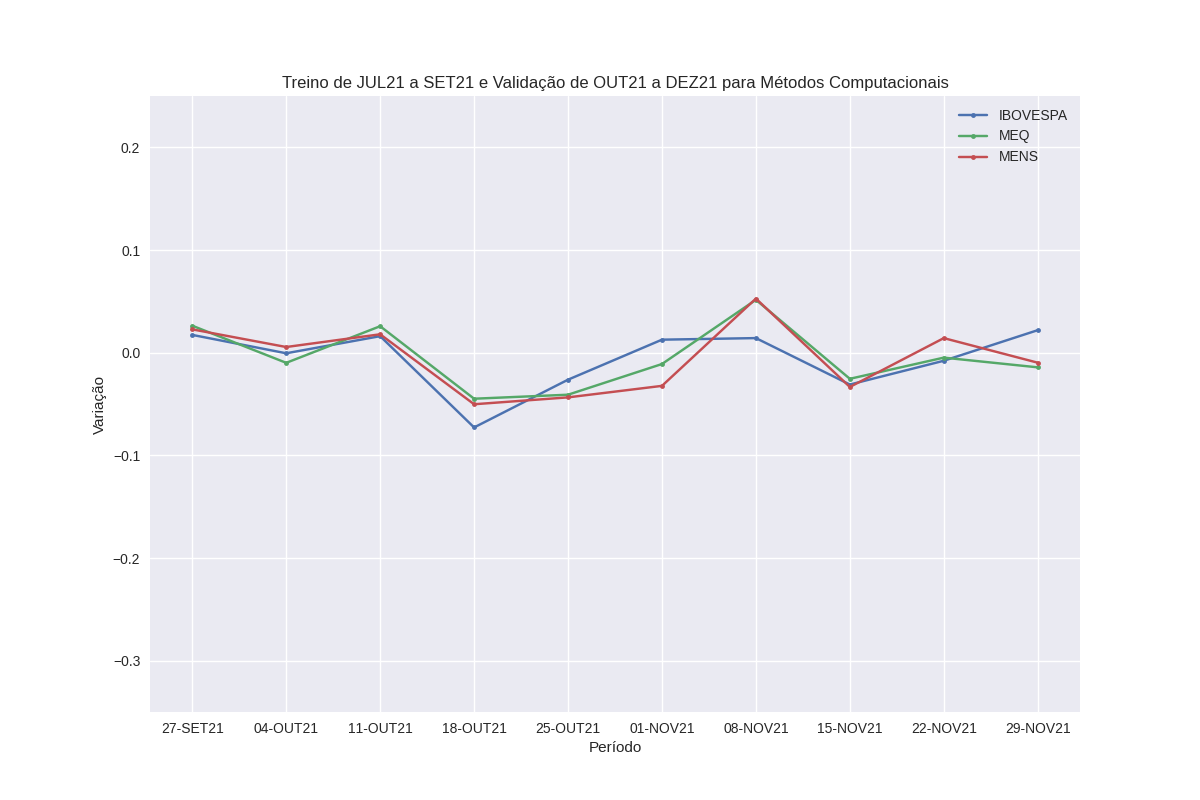 Treino de JUL21 a SET21 e Validação de OUT21 a DEZ21 para Métodos Computacionais
IBOVESPA
MEQ
MENS
0.2
0.1
0.0
−0.1
−0.2
−0.3
Variação
27-SET21 04-OUT21 11-OUT21 18-OUT21 25-OUT21 01-NOV21 08-NOV21 15-NOV21 22-NOV21 29-NOV21
Período